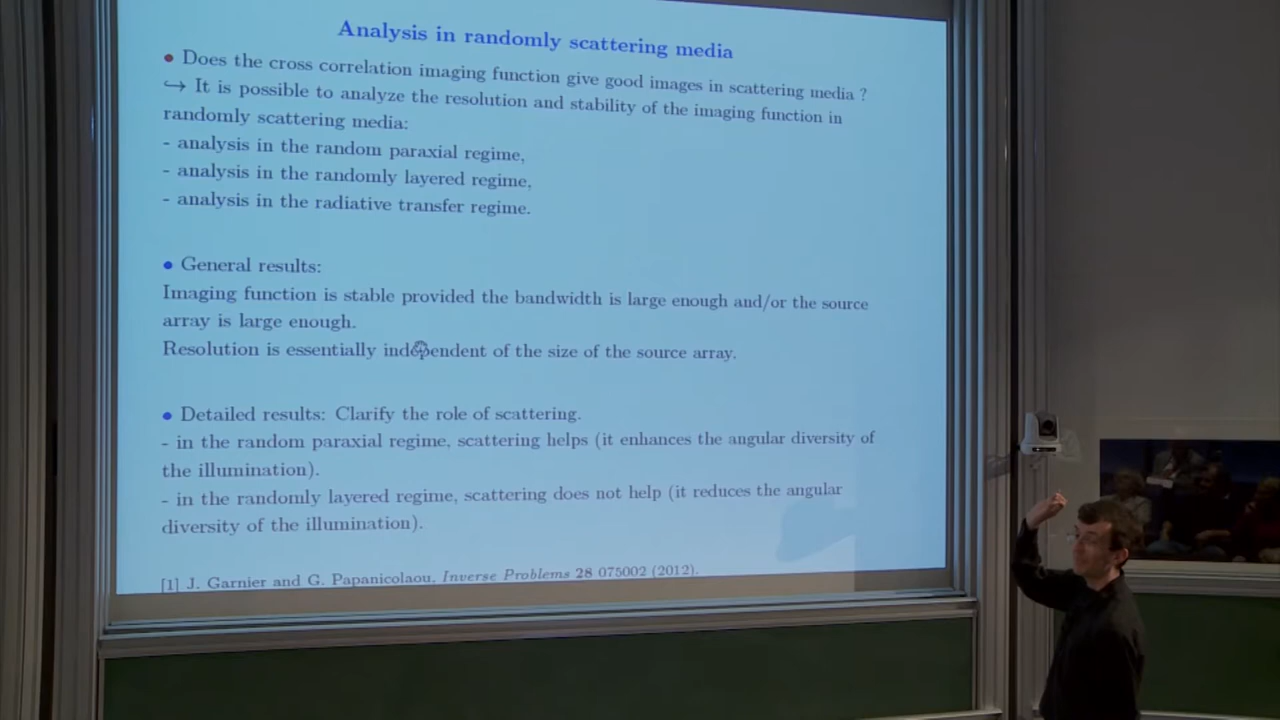 Analysis in randomly scattering media
• Does the cross correlation imaging function give good images in scattering media ?
↪ It is possible to analyze the resolution and stability of the imaging function in
randomly scattering media:
- analysis in the random paraxial regime,
- analysis in the randomly layered regime,
- analysis in the radiative transfer regime.
• General results:
Imaging function is stable provided the bandwidth is large enough and/or the source
array is large enough.
Resolution is essentially independent of the size of the source array.
• Detailed results: Clarify the role of scattering.
- in the random paraxial regime, scattering helps (it enhances the angular diversity of
the illumination).
- in the randomly layered regime, scattering does not help (it reduces the angular
diversity of the illumination).
[1] J. Garnier and G. Papanicolaou, Inverse Problems 28 075002 (2012).